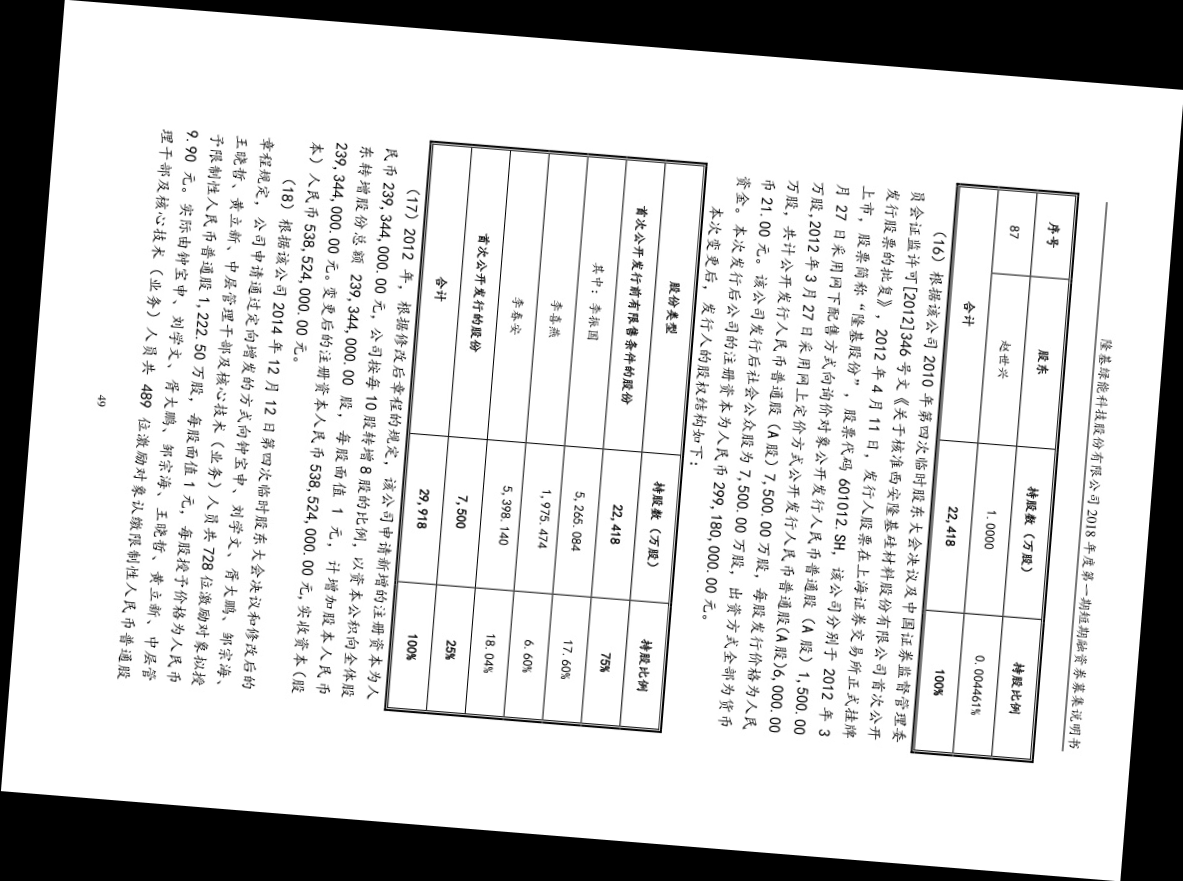 隆基绿能科技股份有限公司 2018 年度第一期短期融资券募集说明书
序号 股东 持股数（万股） 持股比例
87 赵世兴 1.0000 0.004461%
合计 22,418 100%
（16）根据该公司 2010 年第四次临时股东大会决议及中国证券监督管理委
员会证监许可[2012]346 号文《关于核准西安隆基硅材料股份有限公司首次公开
发行股票的批复》，2012 年 4 月 11 日，发行人股票在上海证券交易所正式挂牌
上市，股票简称“隆基股份”，股票代码 601012.SH，该公司分别于 2012 年 3
月 27 日采用网下配售方式向询价对象公开发行人民币普通股（A 股）1,500.00
万股,2012 年 3 月 27 日采用网上定价方式公开发行人民币普通股(A 股)6,000.00
万股，共计公开发行人民币普通股（A 股）7,500.00 万股，每股发行价格为人民
币 21.00 元。该公司发行后社会公众股为 7,500.00 万股，出资方式全部为货币
资金。本次发行后公司的注册资本为人民币 299,180,000.00 元。
本次变更后，发行人的股权结构如下：
股份类型 持股数（万股） 持股比例
首次公开发行前有限售条件的股份 22,418 75%
其中：李振国 5,265.084 17.60%
李喜燕 1,975.474 6.60%
李春安 5,398.140 18.04%
首次公开发行的股份 7,500 25%
合计 29,918 100%
（17）2012 年，根据修改后章程的规定，该公司申请新增的注册资本为人
民币 239,344,000.00 元，公司按每 10 股转增 8 股的比例，以资本公积向全体股
东转增股份总额 239,344,000.00 股，每股面值 1 元，计增加股本人民币
239,344,000.00 元。变更后的注册资本人民币 538,524,000.00 元,实收资本（股
本）人民币 538,524,000.00 元。
（18）根据该公司 2014 年 12 月 12 日第四次临时股东大会决议和修改后的
章程规定，公司申请通过定向增发的方式向钟宝申、刘学文、胥大鹏、邹宗海、
王晓哲、黄立新、中层管理干部及核心技术（业务）人员共 728 位激励对象拟授
予限制性人民币普通股 1,222.50 万股，每股面值 1 元，每股授予价格为人民币
9.90 元。实际由钟宝申、刘学文、胥大鹏、邹宗海、王晓哲、黄立新、中层管
理干部及核心技术（业务）人员共 489 位激励对象认缴限制性人民币普通股
49